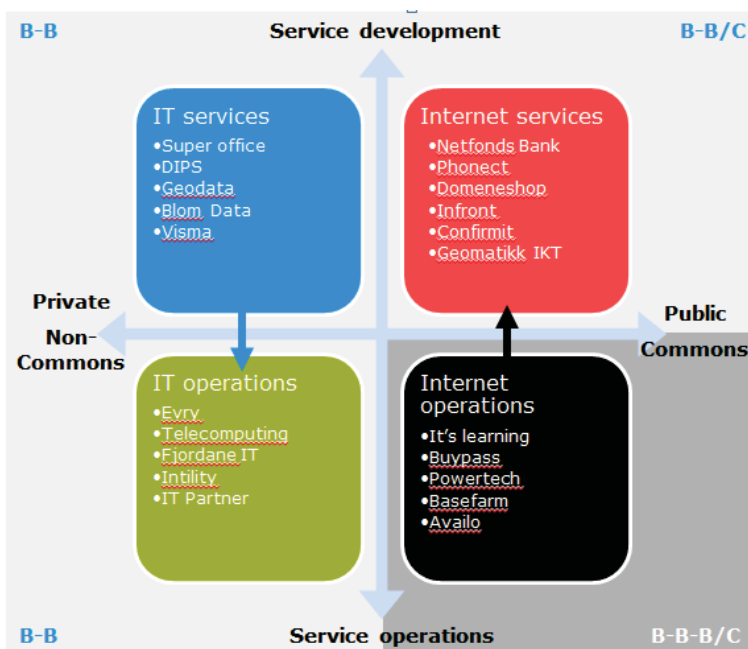 B-B
Service development
B-B/C
IT services
•Super office
•DIPS
•Geodata
•Blom Data
•Visma
Internet services
•Netfonds Bank
•Phonect
•Domeneshop
•Infront
•Confirmit
•Geomatikk IKT
Private
Non-
Commons
Public
Commons
IT operations
•Evry
•Telecomputing
•Fjordane IT
•Intility
•IT Partner
Internet
operations
•It's learning
•Buypass
•Powertech
•Basefarm
•Availo
B-B
Service operations
B-B-B/C